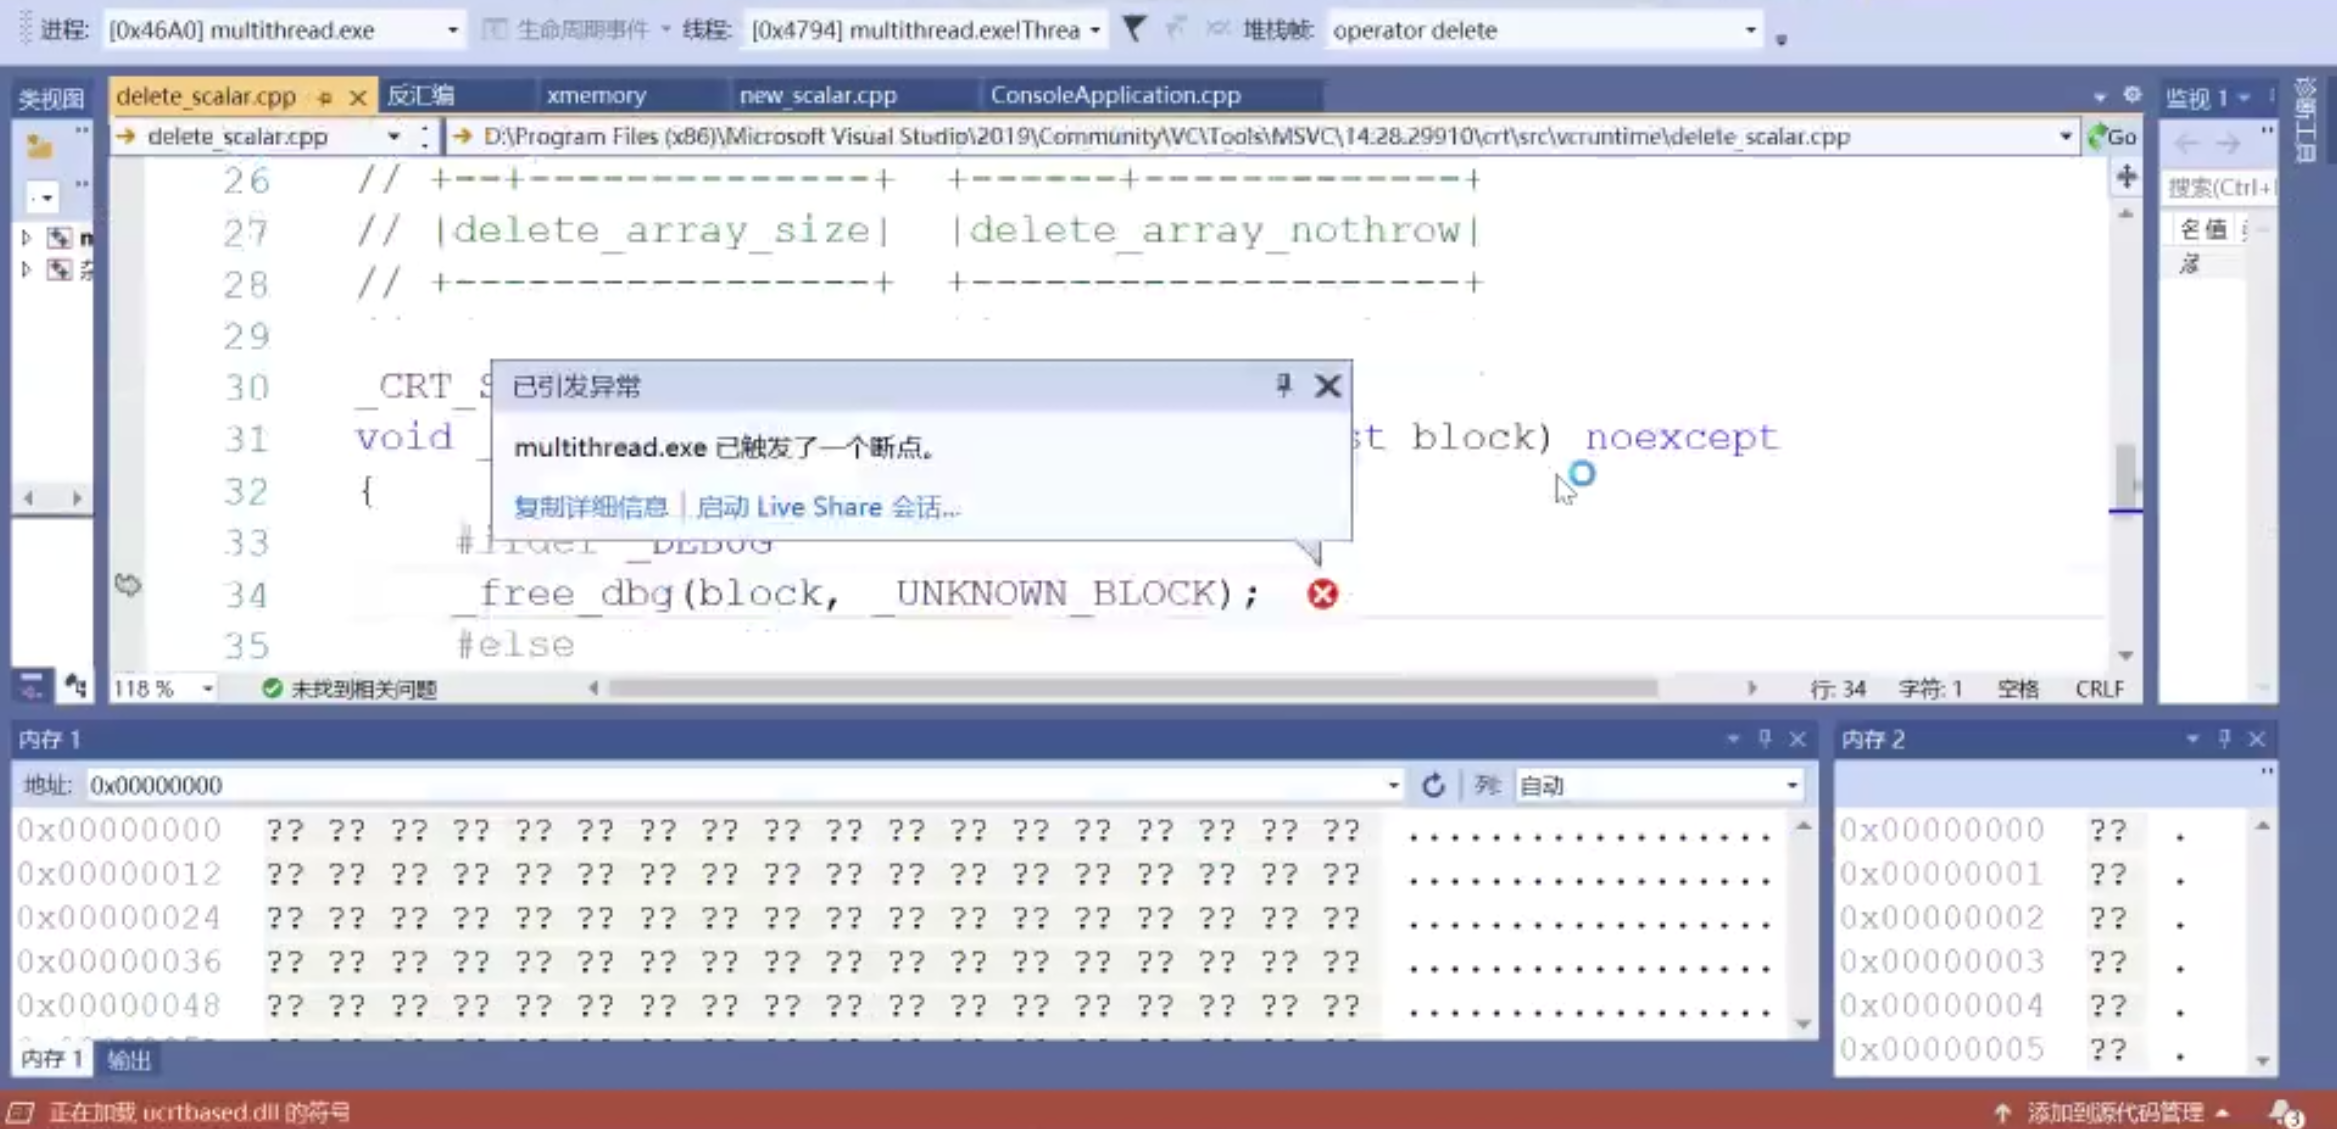 进程: [0x46A0] multithread.exe 生命周期事件 线程: [0x4794] multithread.exe!Threa 堆栈帧: operator delete
类视图 delete_scalar.cpp 反汇编 xmemory new_scalar.cpp ConsoleApplication.cpp 监视 1 诊断工具
delete_scalar.cpp D:\Program Files (x86)\Microsoft Visual Studio\2019\Community\VC\Tools\MSVC\14.28.29910\crt\src\vcruntime\delete_scalar.cpp Go
搜索(Ctrl+
名 值
26 // +--+--------------+ +------+-------------+
27 // |delete_array_size| |delete_array_nothrow|
28 // +-----------------+ +--------------------+
29
30 _CRT_S
31 void _ st block) noexcept
32 {
已引发异常
multithread.exe 已触发了一个断点。
复制详细信息 | 启动 Live Share 会话...
33 #ifdef _DEBUG
34 _free_dbg(block, _UNKNOWN_BLOCK);
35 #else
118 % 未找到相关问题 行: 34 字符: 1 空格 CRLF
内存 1
地址: 0x00000000 列: 自动
0x00000000 ?? ?? ?? ?? ?? ?? ?? ?? ?? ?? ?? ?? ?? ?? ?? ?? ?? ?? ..................
0x00000012 ?? ?? ?? ?? ?? ?? ?? ?? ?? ?? ?? ?? ?? ?? ?? ?? ?? ?? ..................
0x00000024 ?? ?? ?? ?? ?? ?? ?? ?? ?? ?? ?? ?? ?? ?? ?? ?? ?? ?? ..................
0x00000036 ?? ?? ?? ?? ?? ?? ?? ?? ?? ?? ?? ?? ?? ?? ?? ?? ?? ?? ..................
0x00000048 ?? ?? ?? ?? ?? ?? ?? ?? ?? ?? ?? ?? ?? ?? ?? ?? ?? ?? ..................
内存 1 输出
内存 2
0x00000000 ?? .
0x00000001 ?? .
0x00000002 ?? .
0x00000003 ?? .
0x00000004 ?? .
0x00000005 ?? .
正在加载 ucrtbased.dll 的符号 添加到源代码管理 3